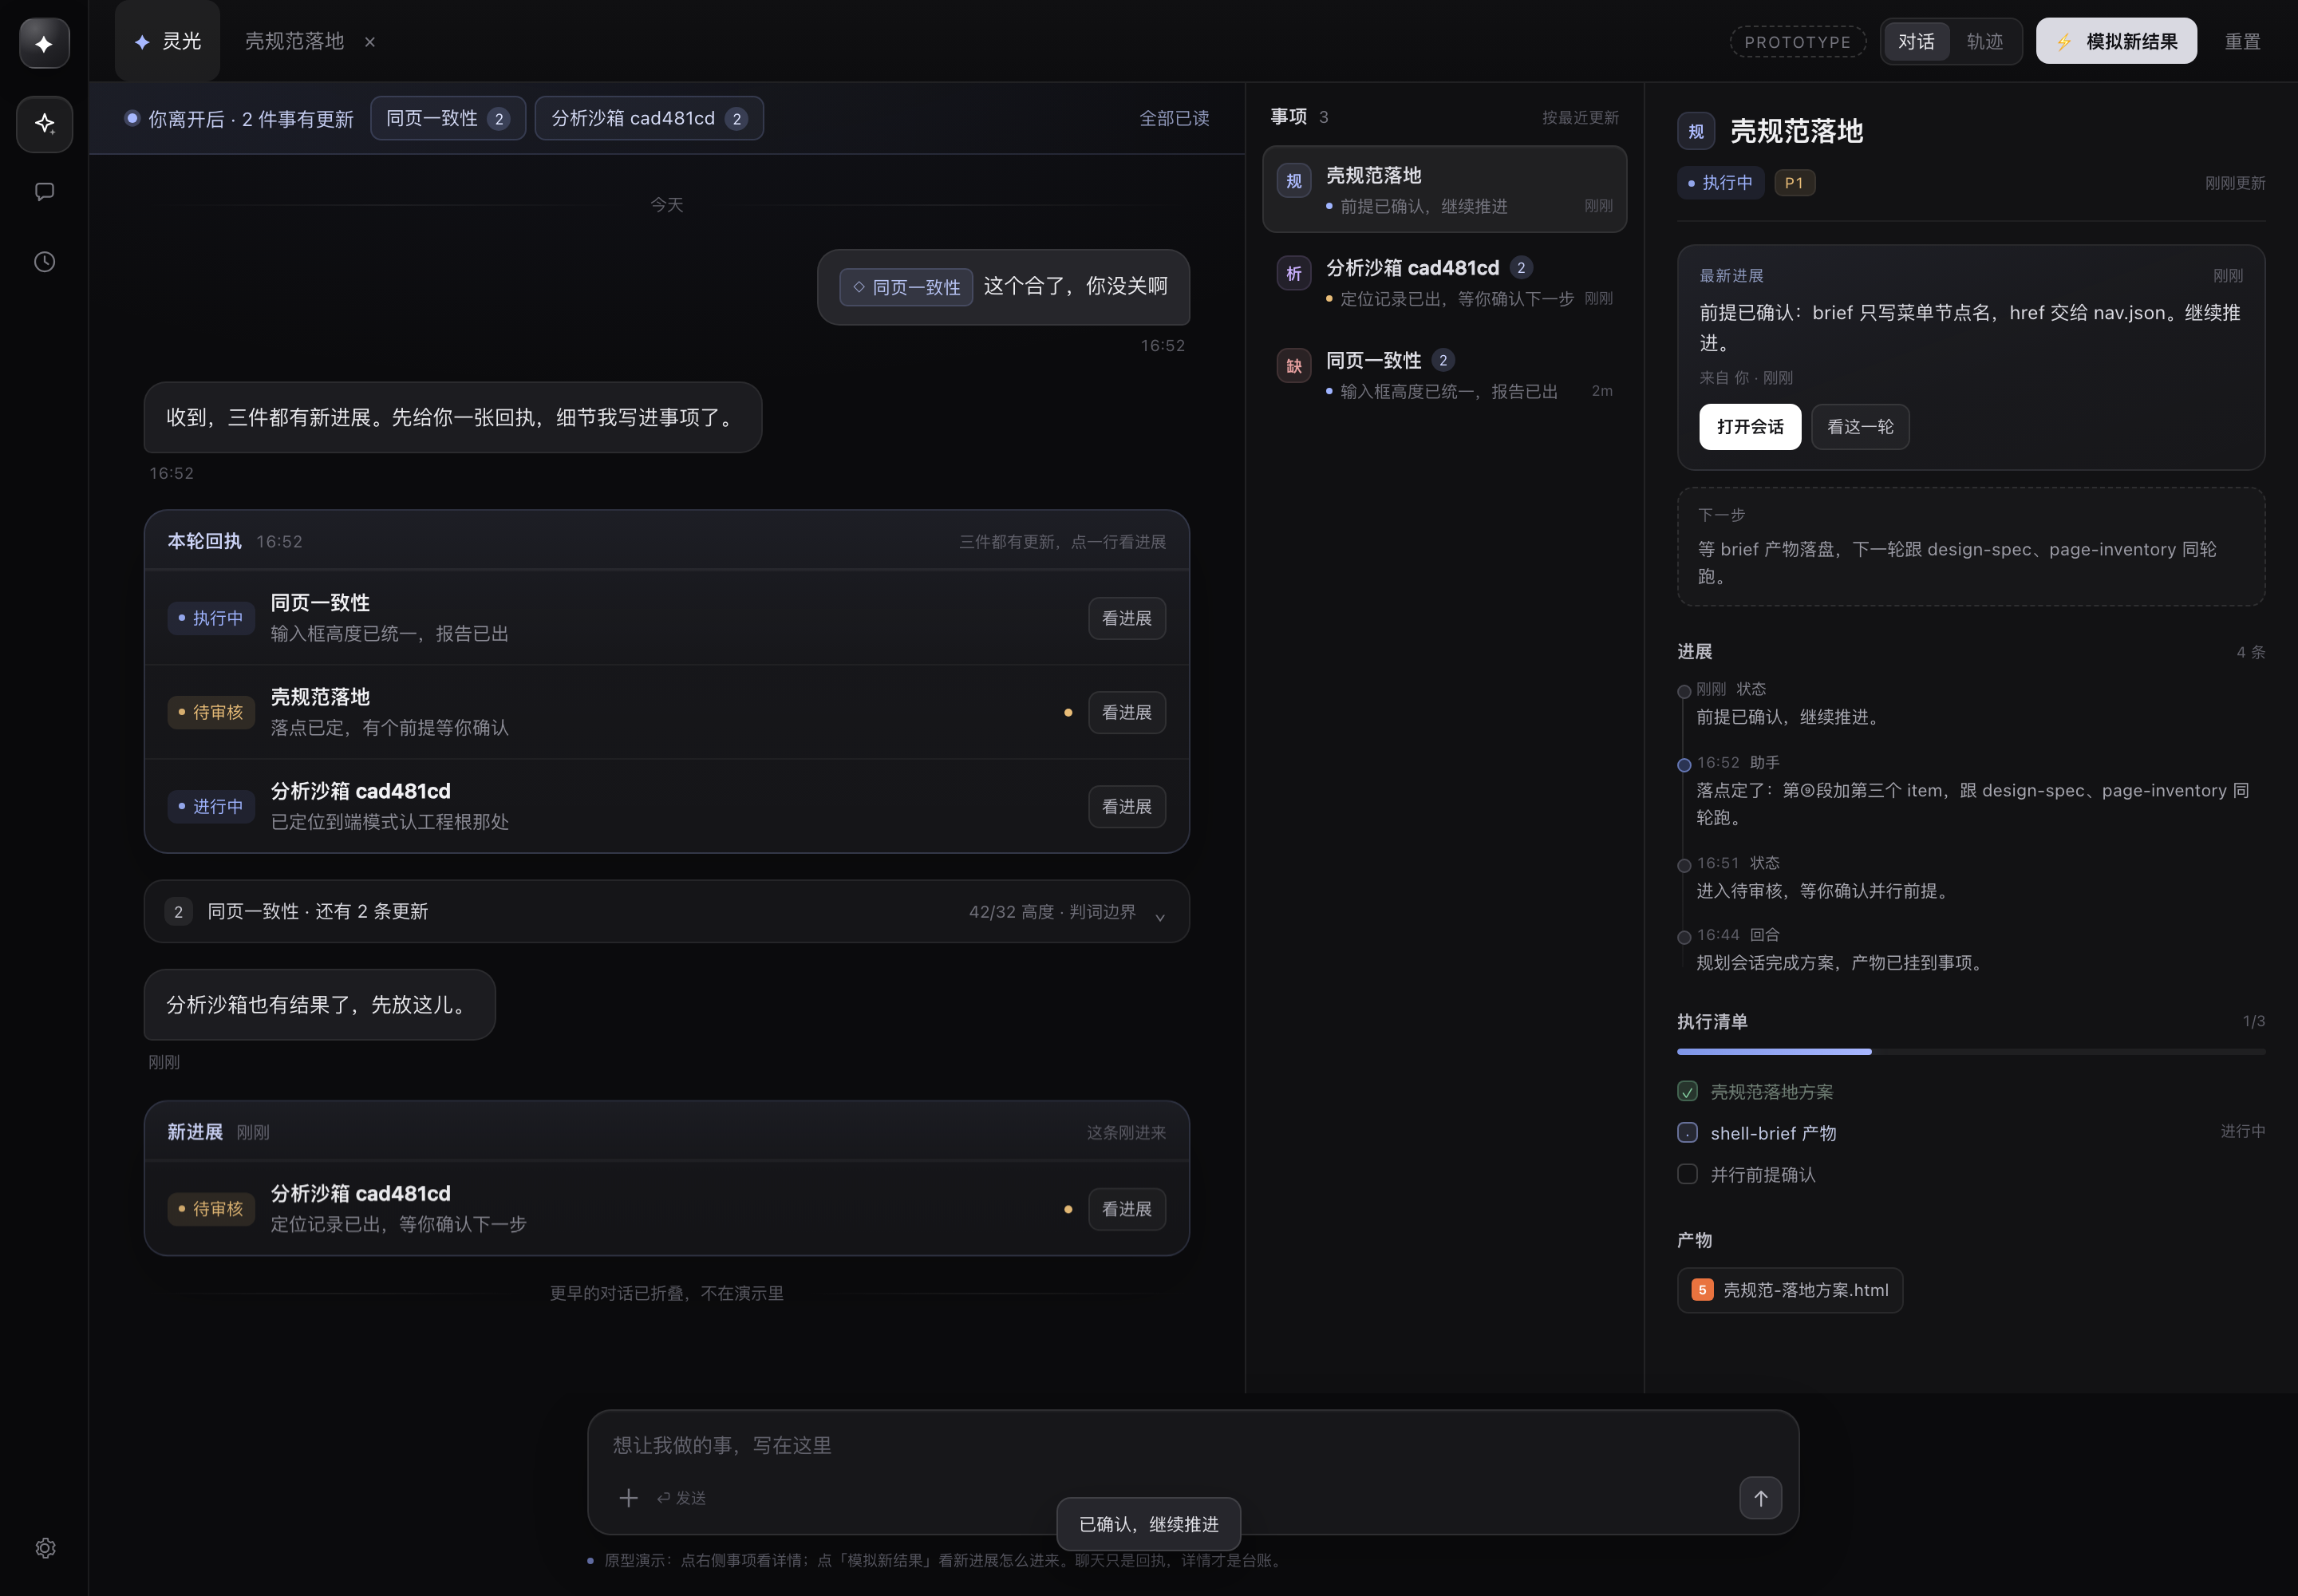 灵光
壳规范落地 ×
PROTOTYPE
对话
轨迹
模拟新结果
重置
你离开后 · 2 件事有更新
同页一致性 2
分析沙箱 cad481cd 2
全部已读
今天
同页一致性 这个合了，你没关啊
16:52
收到，三件都有新进展。先给你一张回执，细节我写进事项了。
16:52
本轮回执 16:52
三件都有更新，点一行看进展
执行中
同页一致性
输入框高度已统一，报告已出
看进展
待审核
壳规范落地
落点已定，有个前提等你确认
看进展
进行中
分析沙箱 cad481cd
已定位到端模式认工程根那处
看进展
2 同页一致性 · 还有 2 条更新
42/32 高度 · 判词边界
分析沙箱也有结果了，先放这儿。
刚刚
新进展 刚刚
这条刚进来
待审核
分析沙箱 cad481cd
定位记录已出，等你确认下一步
看进展
更早的对话已折叠，不在演示里
事项 3
按最近更新
规
壳规范落地
前提已确认，继续推进
刚刚
析
分析沙箱 cad481cd 2
定位记录已出，等你确认下一步
刚刚
缺
同页一致性 2
输入框高度已统一，报告已出
2m
规 壳规范落地
执行中
P1
刚刚更新
最新进展
刚刚
前提已确认：brief 只写菜单节点名，href 交给 nav.json。继续推
进。
来自 你 · 刚刚
打开会话
看这一轮
下一步
等 brief 产物落盘，下一轮跟 design-spec、page-inventory 同轮
跑。
进展
4 条
刚刚 状态
前提已确认，继续推进。
16:52 助手
落点定了：第⑨段加第三个 item，跟 design-spec、page-inventory 同
轮跑。
16:51 状态
进入待审核，等你确认并行前提。
16:44 回合
规划会话完成方案，产物已挂到事项。
执行清单
1/3
壳规范落地方案
shell-brief 产物
进行中
并行前提确认
产物
5 壳规范-落地方案.html
想让我做的事，写在这里
发送
已确认，继续推进
原型演示：点右侧事项看详情；点「模拟新结果」看新进展怎么进来。聊天只是回执，详情才是台账。